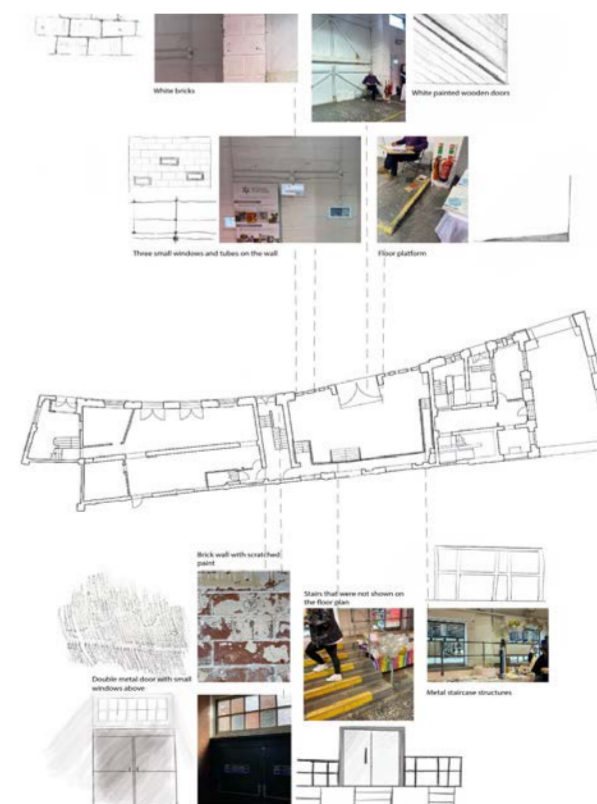 White bricks
White painted wooden doors
Three small windows and tubes on the wall
Floor platform
Brick wall with scratched
paint
Stairs that were not shown on
the floor plan
Double metal door with small
windows above
Metal staircase structures